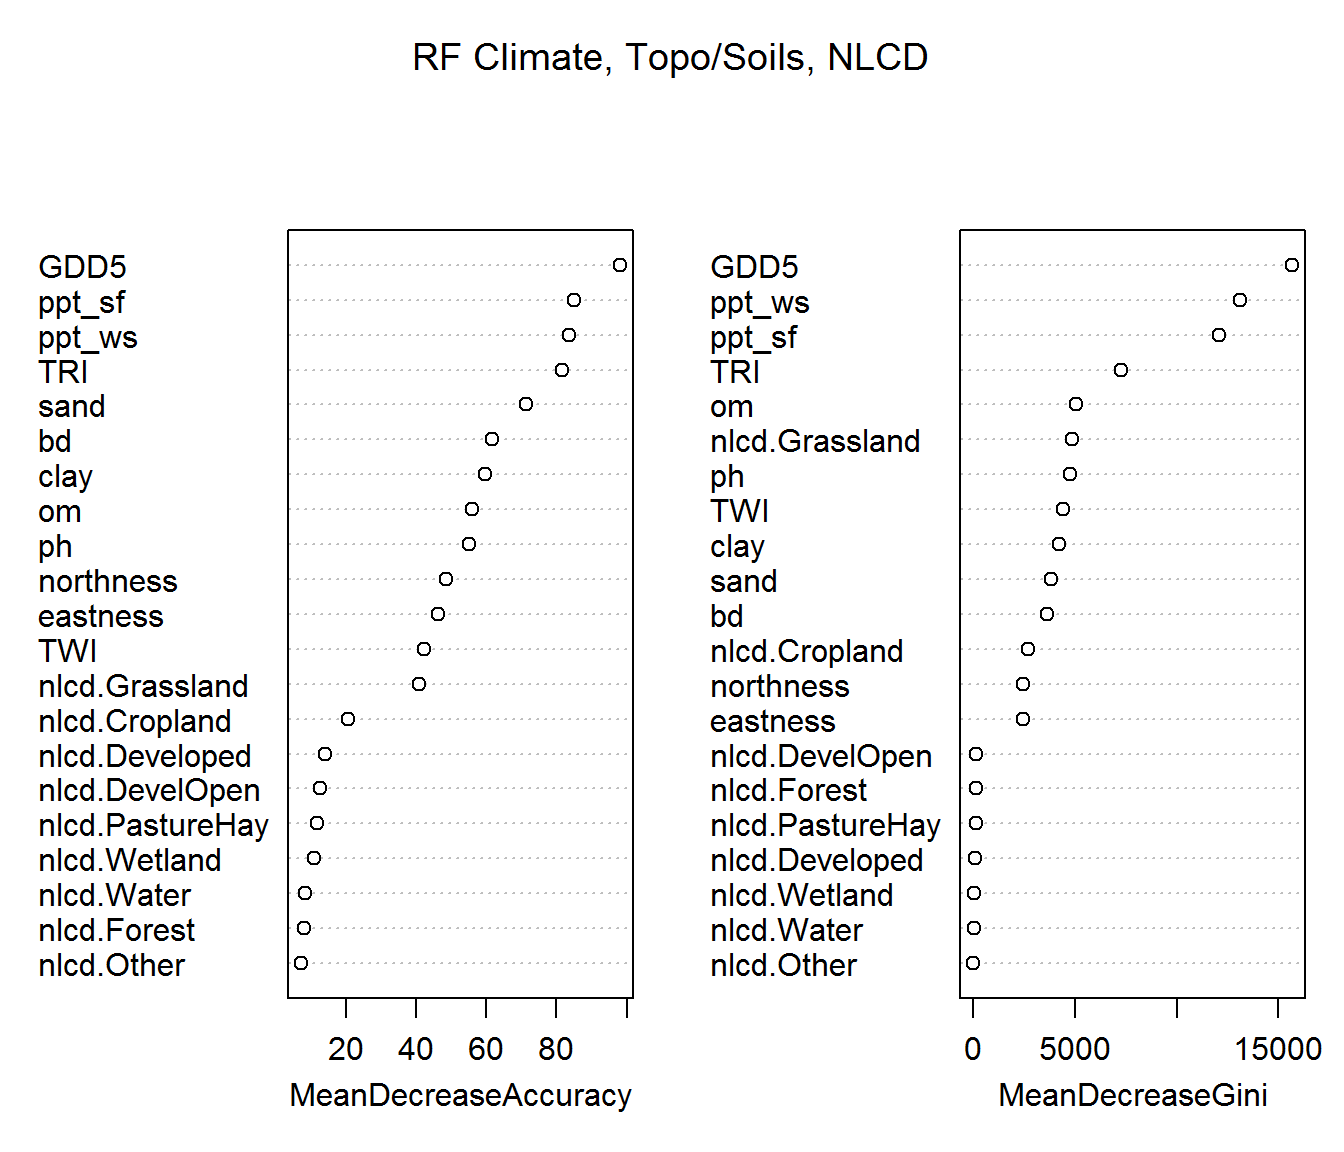 RF Climate, Topo/Soils, NLCD
GDD5
ppt_sf
ppt_ws
TRI
sand
bd
clay
om
ph
northness
eastness
TWI
nlcd.Grassland
nlcd.Cropland
nlcd.Developed
nlcd.DevelOpen
nlcd.PastureHay
nlcd.Wetland
nlcd.Water
nlcd.Forest
nlcd.Other
20 40 60 80
MeanDecreaseAccuracy
GDD5
ppt_ws
ppt_sf
TRI
om
nlcd.Grassland
ph
TWI
clay
sand
bd
nlcd.Cropland
northness
eastness
nlcd.DevelOpen
nlcd.Forest
nlcd.PastureHay
nlcd.Developed
nlcd.Wetland
nlcd.Water
nlcd.Other
0 5000 15000
MeanDecreaseGini